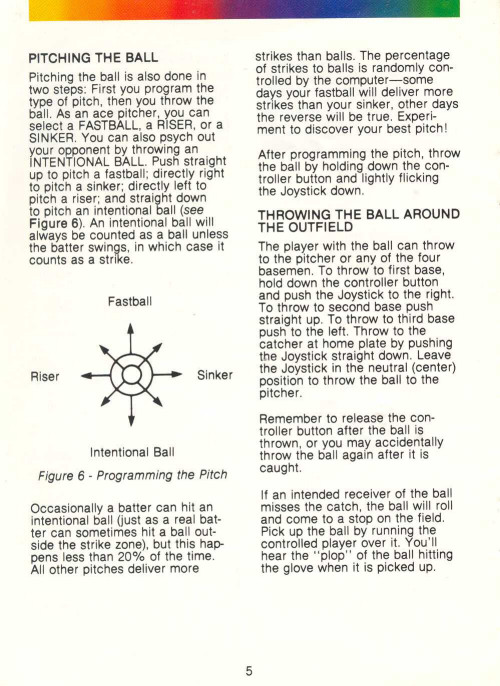 PITCHING THE BALL
Pitching the ball is also done in
two steps: First you program the
type of pitch, then you throw the
ball. As an ace pitcher, you can
select a FASTBALL, a RISER, or a
SINKER. You can also psych out
your opponent by throwing an
INTENTIONAL BALL. Push straight
up to pitch a fastball; directly right
to pitch a sinker; directly left to
pitch a riser; and straight down
to pitch an intentional ball (see
Figure 6). An intentional ball will
always be counted as a ball unless
the batter swings, in which case it
counts as a strike.
Fastball
Riser
Sinker
Intentional Ball
Figure 6 - Programming the Pitch
Occasionally a batter can hit an
intentional ball (just as a real bat-
ter can sometimes hit a ball out-
side the strike zone), but this hap-
pens less than 20% of the time.
All other pitches deliver more
strikes than balls. The percentage
of strikes to balls is randomly con-
trolled by the computer—some
days your fastball will deliver more
strikes than your sinker, other days
the reverse will be true. Experi-
ment to discover your best pitch!
After programming the pitch, throw
the ball by holding down the con-
troller button and lightly flicking
the Joystick down.
THROWING THE BALL AROUND
THE OUTFIELD
The player with the ball can throw
to the pitcher or any of the four
basemen. To throw to first base,
hold down the controller button
and push the Joystick to the right.
To throw to second base push
straight up. To throw to third base
push to the left. Throw to the
catcher at home plate by pushing
the Joystick straight down. Leave
the Joystick in the neutral (center)
position to throw the ball to the
pitcher.
Remember to release the con-
troller button after the ball is
thrown, or you may accidentally
throw the ball again after it is
caught.
If an intended receiver of the ball
misses the catch, the ball will roll
and come to a stop on the field.
Pick up the ball by running the
controlled player over it. You'll
hear the "plop" of the ball hitting
the glove when it is picked up.
5